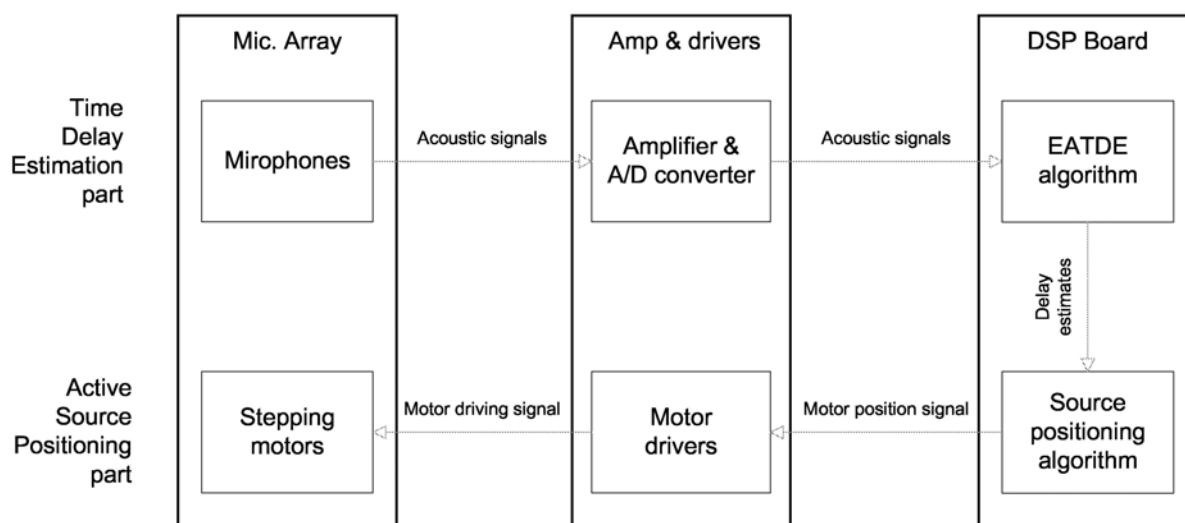 Mic. Array
Amp & drivers
DSP Board
Time
Delay
Estimation
part
Mirophones
Acoustic signals
Amplifier &
A/D converter
Acoustic signals
EATDE
algorithm
Delay
estimates
Active
Source
Positioning
part
Stepping
motors
Motor driving signal
Motor
drivers
Motor position signal
Source
positioning
algorithm